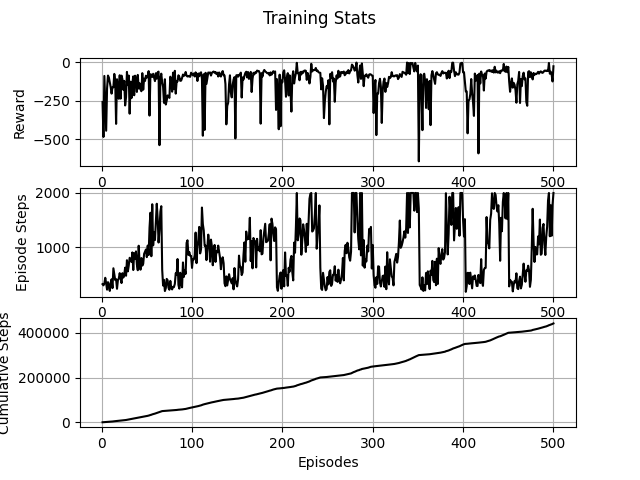 Training Stats
0
−250
−500
Reward
0 100 200 300 400 500
2000
1000
Episode Steps
0 100 200 300 400 500
400000
200000
0
Cumulative Steps
0 100 200 300 400 500
Episodes